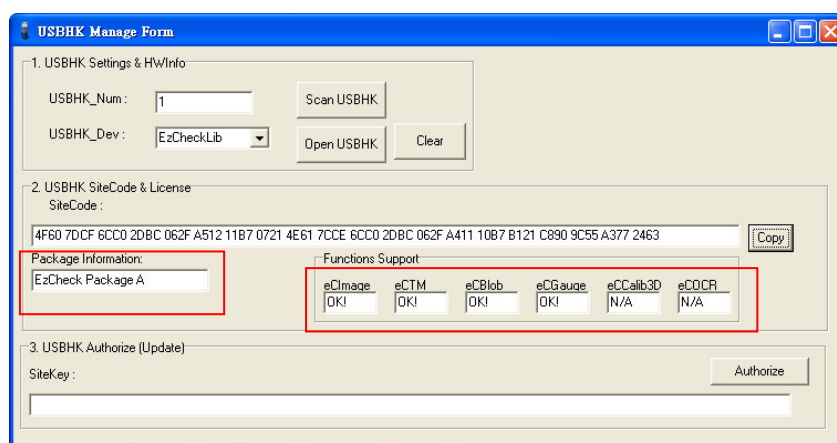 USBHK Manage Form
1. USBHK Settings & HWInfo
USBHK_Num :
1
Scan USBHK
USBHK_Dev :
EzCheckLib
Open USBHK
Clear
2. USBHK SiteCode & License
SiteCode :
4F60 7DCF 6CC0 2DBC 062F A512 11B7 0721 4E61 7CCE 6CC0 2DBC 062F A411 10B7 B121 C890 9C55 A377 2463
Copy
Package Information:
EzCheck Package A
Functions Support
eCImage eCTM eCBlob eCGauge eCCalib3D eCOCR
OK! OK! OK! OK! N/A N/A
3. USBHK Authorize (Update)
SiteKey :
Authorize